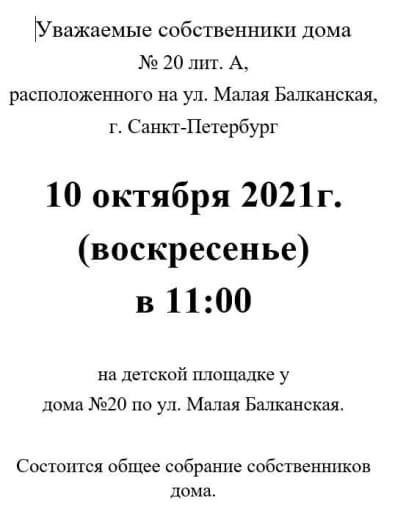 Уважаемые собственники дома
№ 20 лит. А,
расположенного на ул. Малая Балканская,
г. Санкт-Петербург
10 октября 2021г.
(воскресенье)
в 11:00
на детской площадке у
дома №20 по ул. Малая Балканская.
Состоится общее собрание собственников
дома.